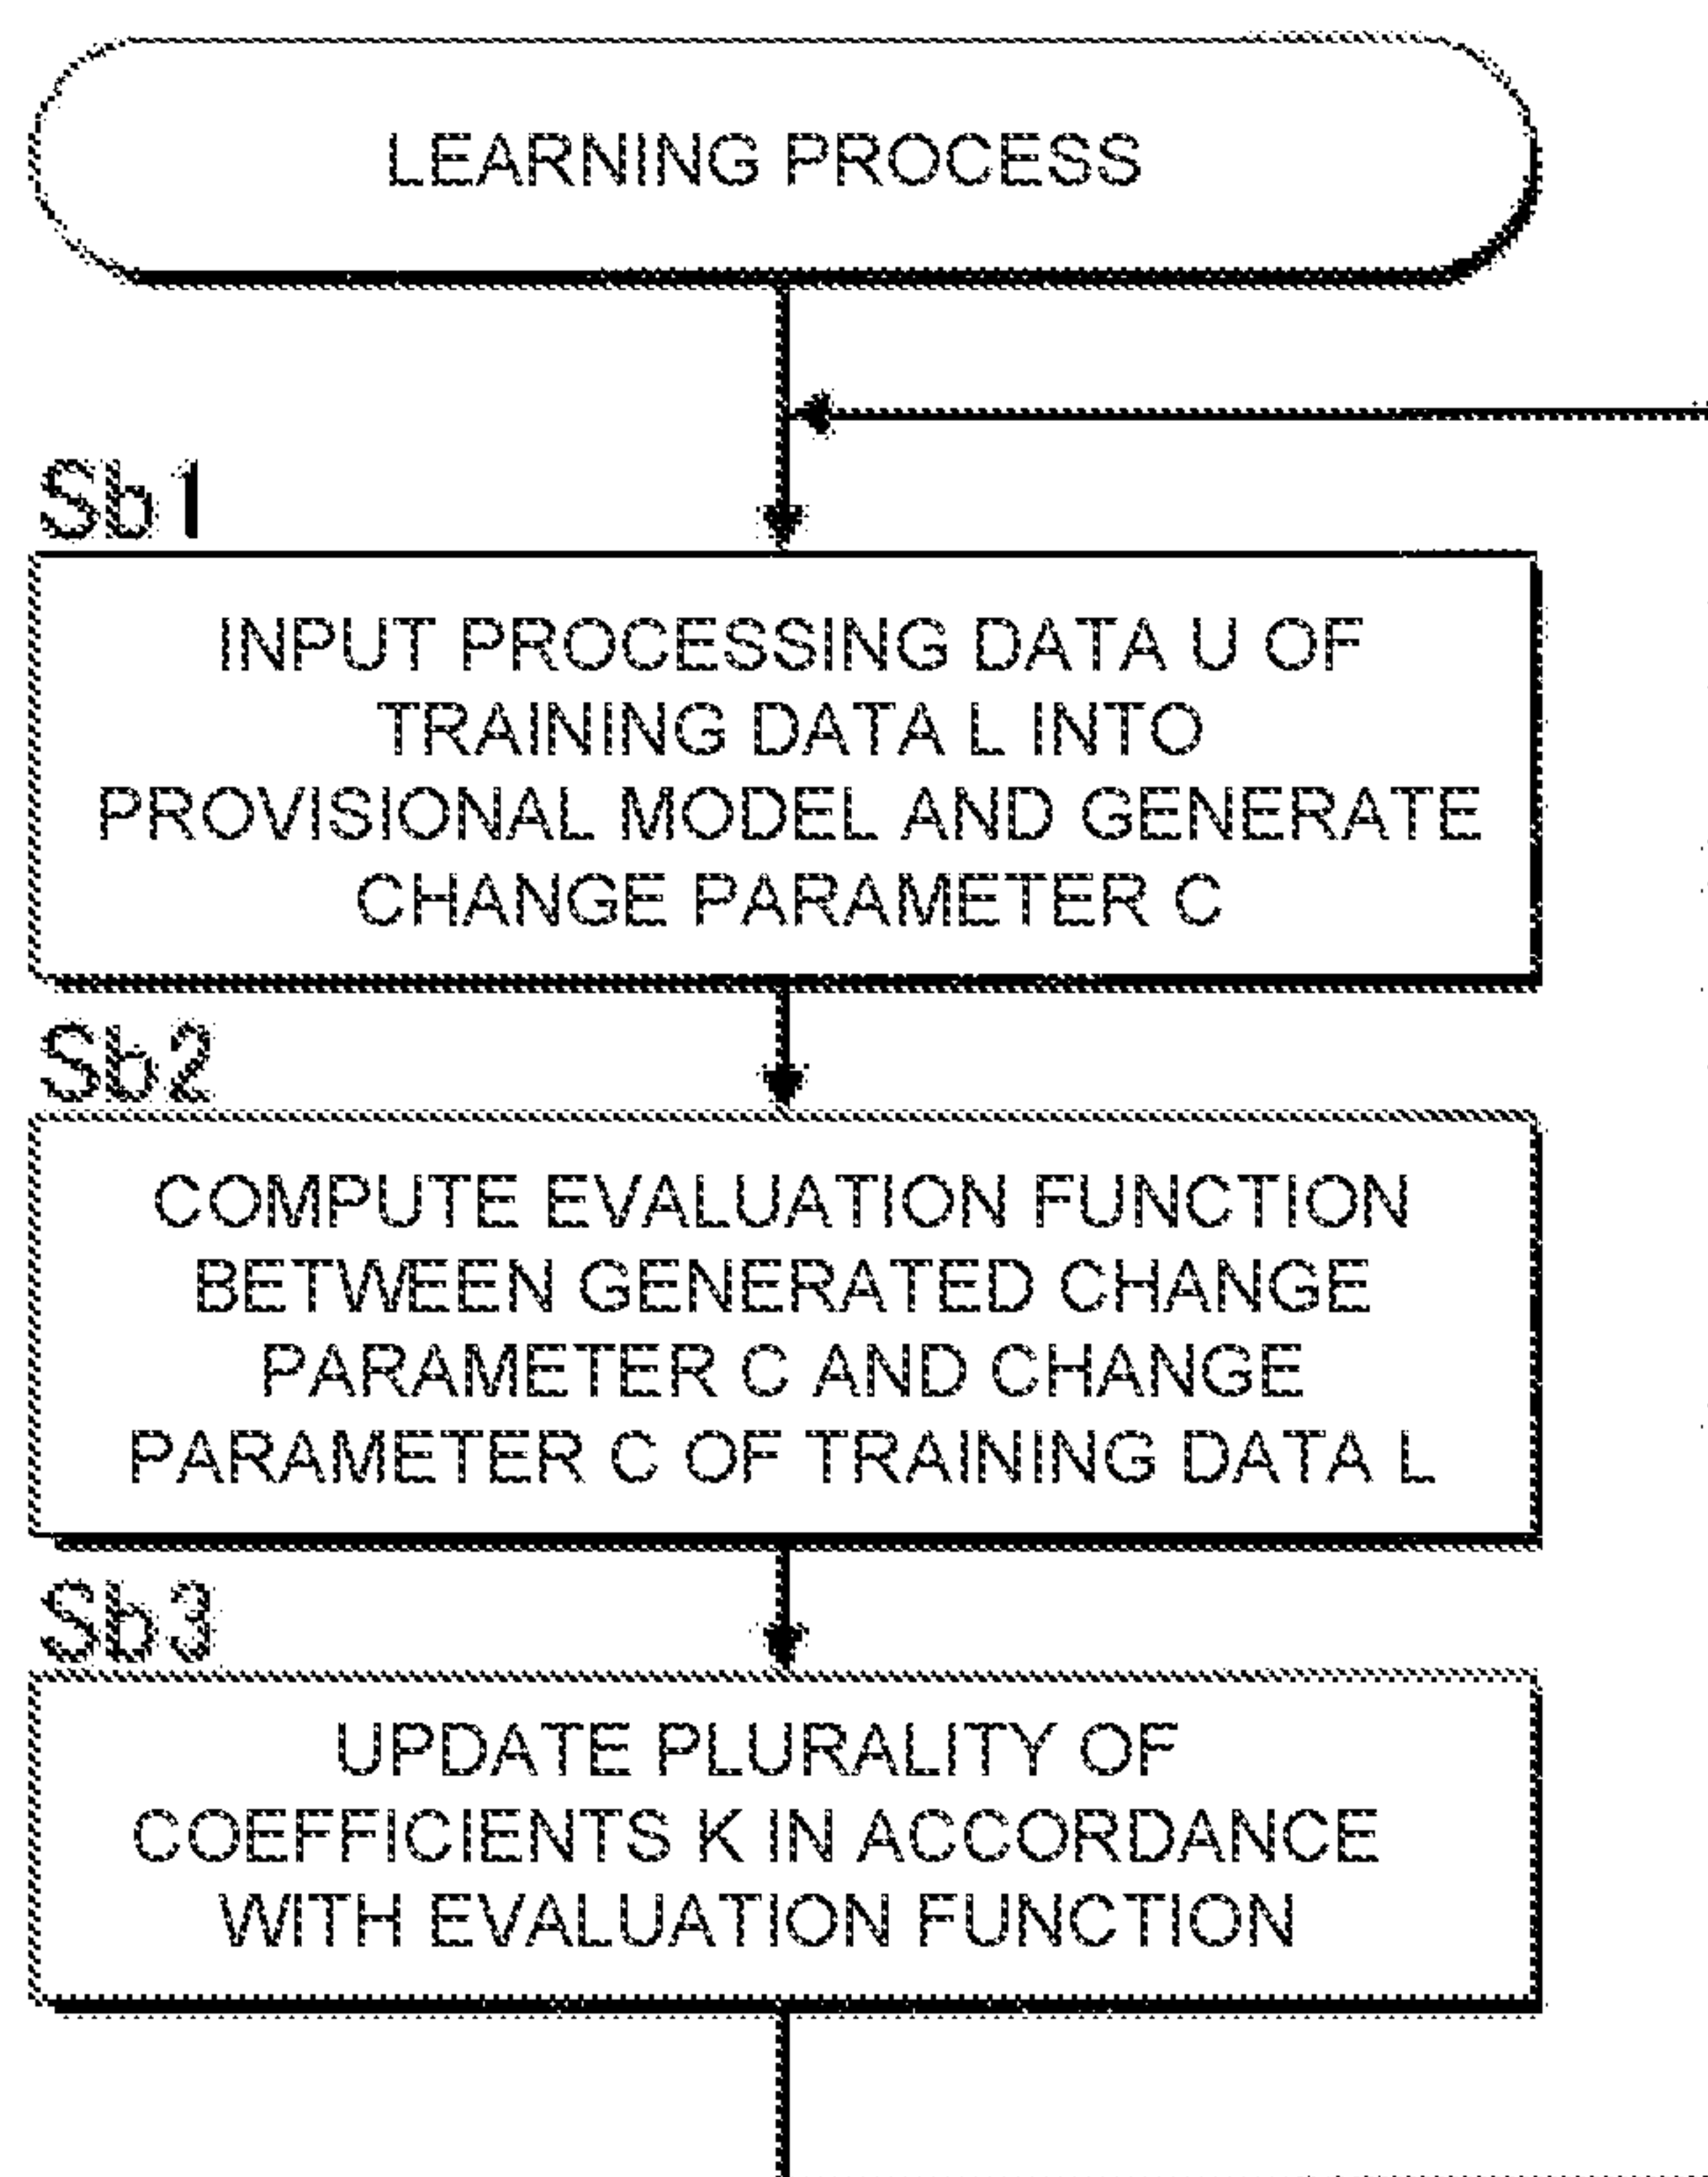 LEARNING PROCESS
Sb1
INPUT PROCESSING DATA U OF
TRAINING DATA L INTO
PROVISIONAL MODEL AND GENERATE
CHANGE PARAMETER C
Sb2
COMPUTE EVALUATION FUNCTION
BETWEEN GENERATED CHANGE
PARAMETER C AND CHANGE
PARAMETER C OF TRAINING DATA L
Sb3
UPDATE PLURALITY OF
COEFFICIENTS K IN ACCORDANCE
WITH EVALUATION FUNCTION